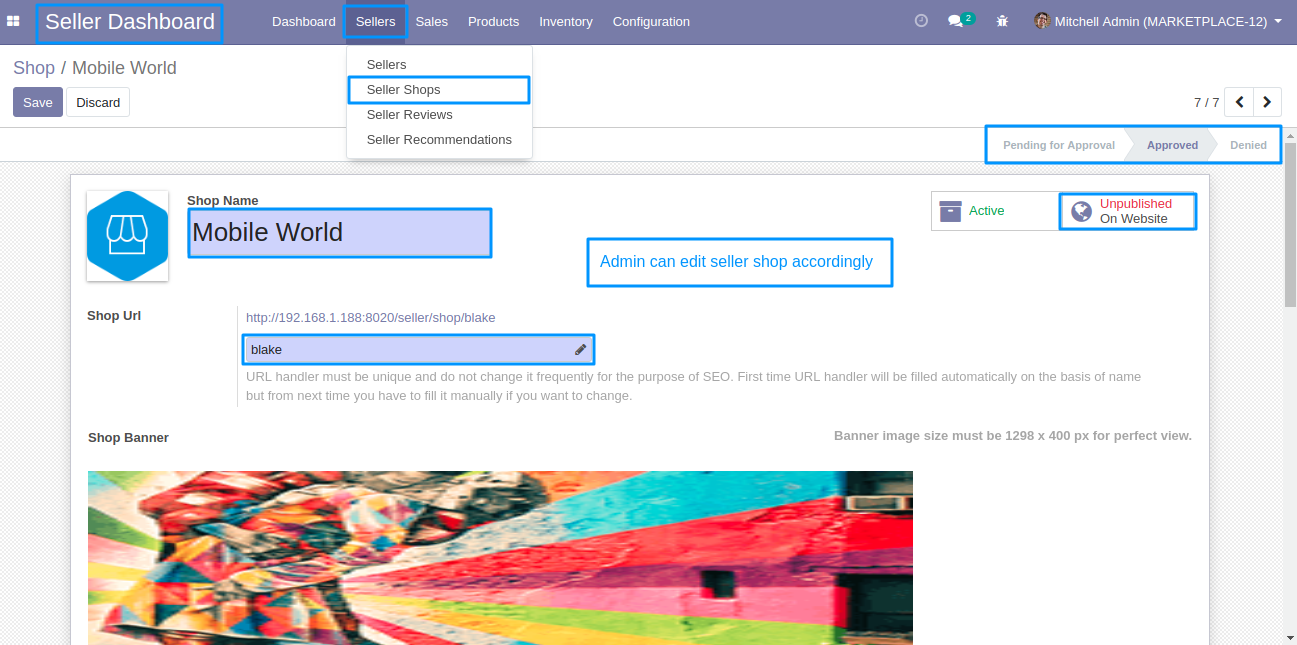 Seller Dashboard
Dashboard Sellers Sales Products Inventory Configuration
2
Mitchell Admin (MARKETPLACE-12)
Shop / Mobile World
Save Discard
Sellers
Seller Shops
Seller Reviews
Seller Recommendations
7 / 7
Pending for Approval Approved Denied
Shop Name
Mobile World
Active
Unpublished
On Website
Admin can edit seller shop accordingly
Shop Url
http://192.168.1.188:8020/seller/shop/blake
blake
URL handler must be unique and do not change it frequently for the purpose of SEO. First time URL handler will be filled automatically on the basis of name
but from next time you have to fill it manually if you want to change.
Shop Banner
Banner image size must be 1298 x 400 px for perfect view.